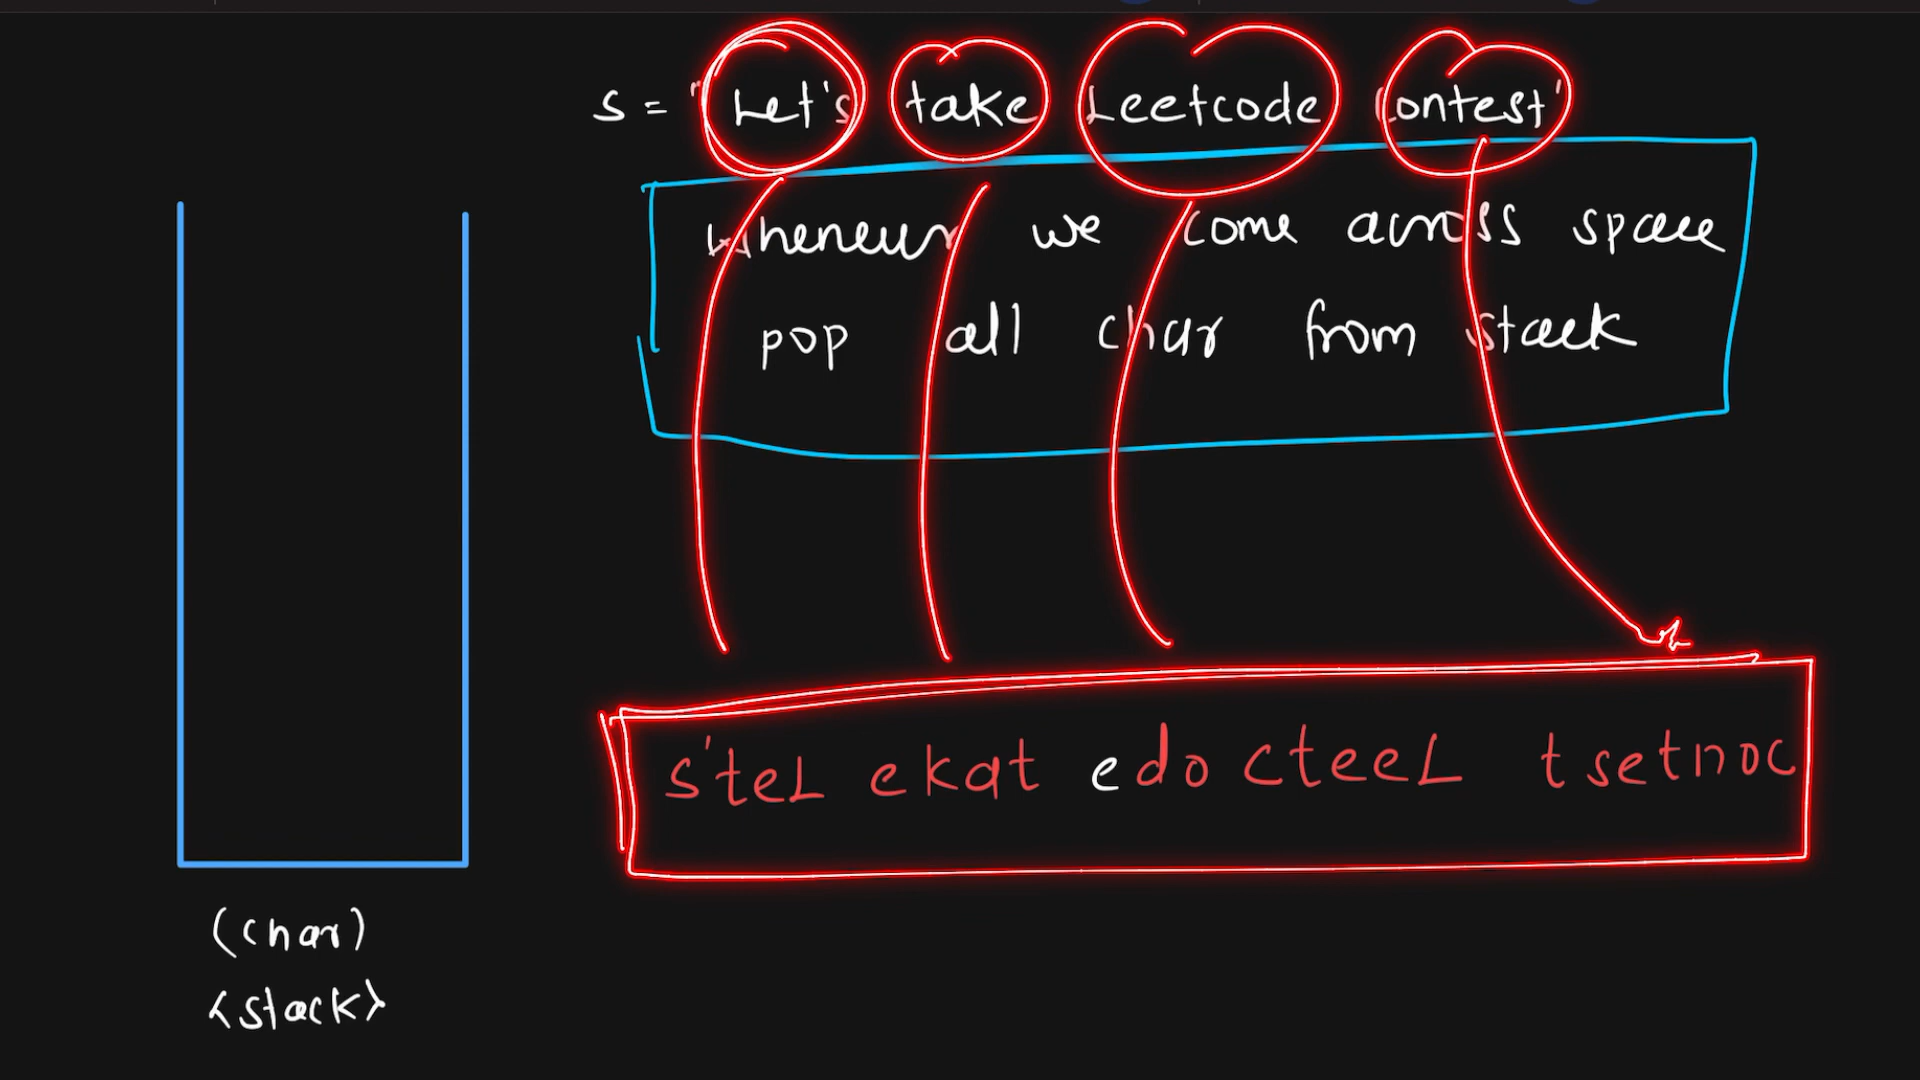 s = "Let's take Leetcode contest"
whenever we come across space
pop all char from stack
s'teL ekat edocteeL tsetnoc
(char)
<stack>